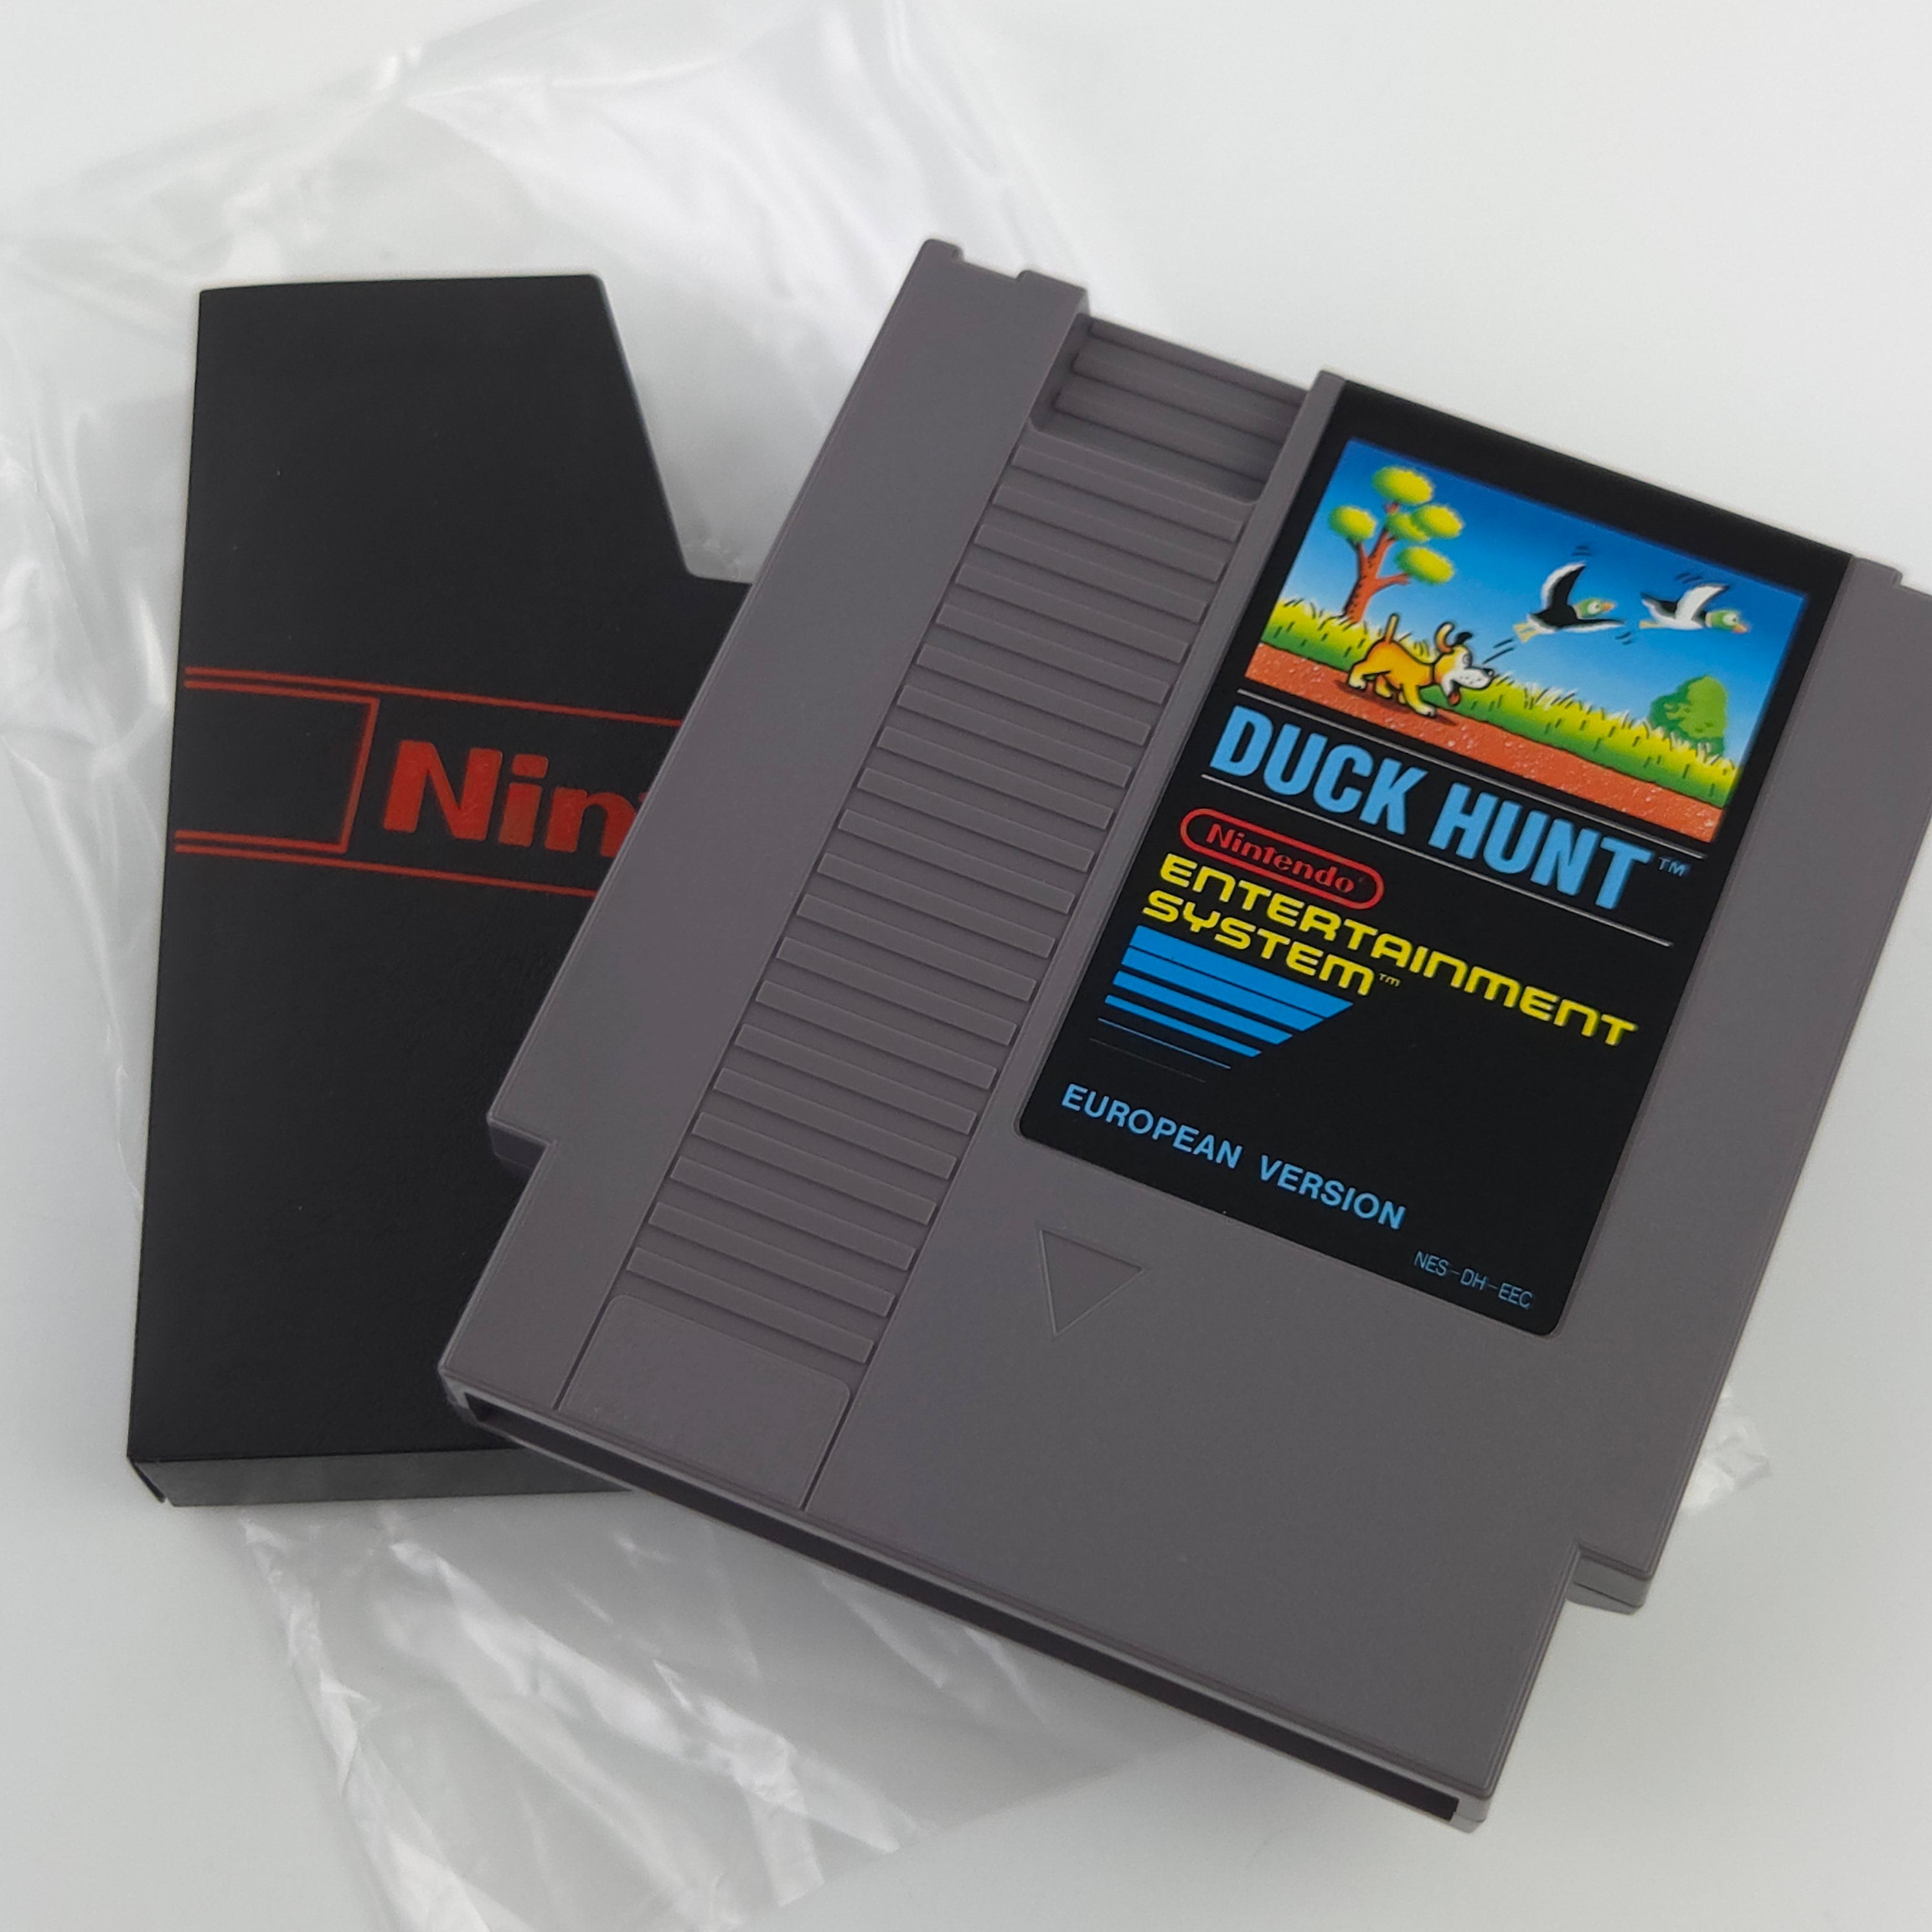 Nin
DUCK HUNT™
Nintendo®
ENTERTAINMENT
SYSTEM™
EUROPEAN VERSION
NES-DH-EEC